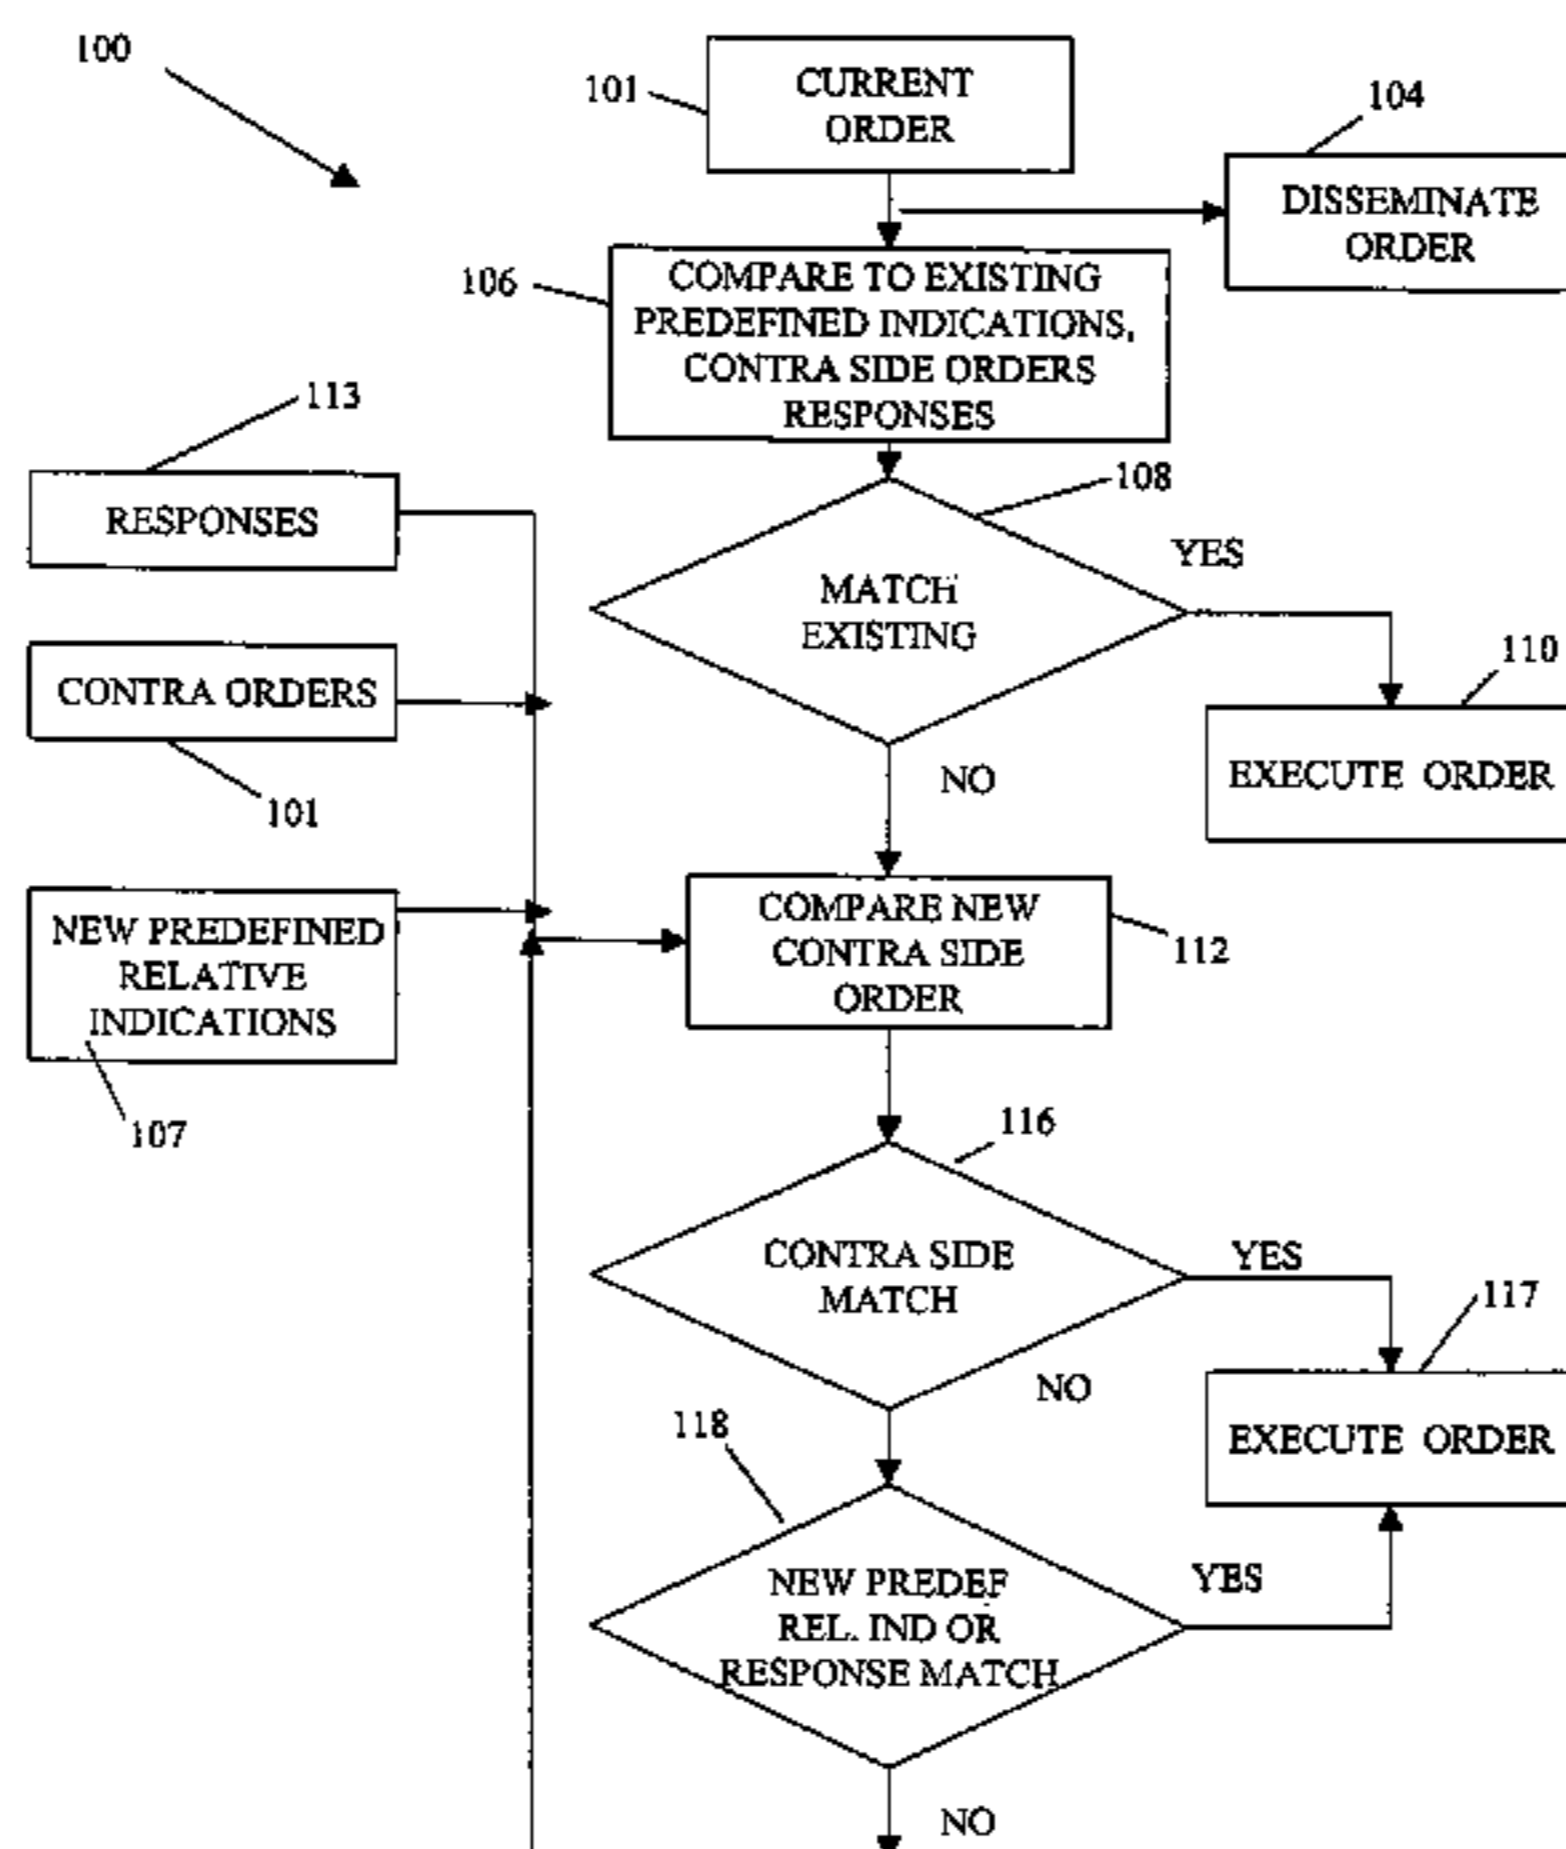 100
101
CURRENT
ORDER
104
DISSEMINATE
ORDER
106
COMPARE TO EXISTING
PREDEFINED INDICATIONS,
CONTRA SIDE ORDERS
RESPONSES
113
RESPONSES
108
MATCH
EXISTING
YES
CONTRA ORDERS
101
110
EXECUTE ORDER
NO
NEW PREDEFINED
RELATIVE
INDICATIONS
107
COMPARE NEW
CONTRA SIDE
ORDER
112
116
CONTRA SIDE
MATCH
YES
117
EXECUTE ORDER
NO
118
NEW PREDEF
REL. IND OR
RESPONSE MATCH
YES
NO